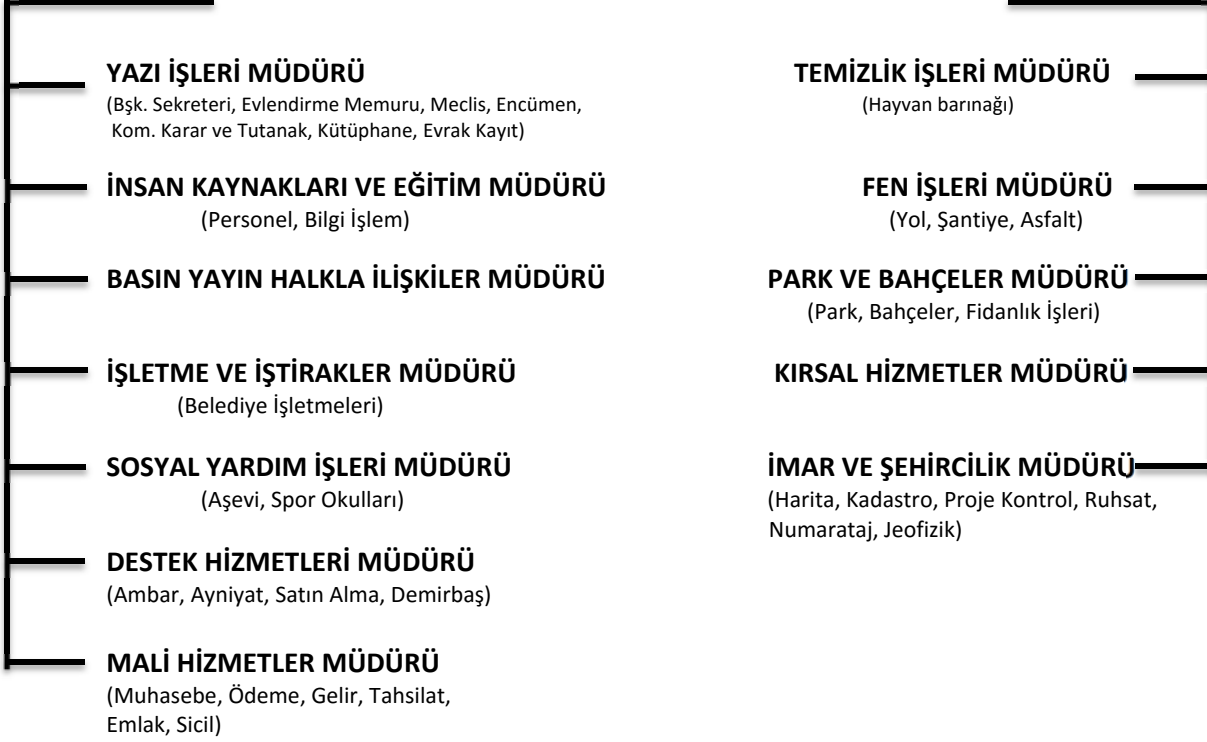 YAZI İŞLERİ MÜDÜRÜ
(Bşk. Sekreteri, Evlendirme Memuru, Meclis, Encümen,
Kom. Karar ve Tutanak, Kütüphane, Evrak Kayıt)
İNSAN KAYNAKLARI VE EĞİTİM MÜDÜRÜ
(Personel, Bilgi İşlem)
BASIN YAYIN HALKLA İLİŞKİLER MÜDÜRÜ
İŞLETME VE İŞTİRAKLER MÜDÜRÜ
(Belediye İşletmeleri)
SOSYAL YARDIM İŞLERİ MÜDÜRÜ
(Aşevi, Spor Okulları)
DESTEK HİZMETLERİ MÜDÜRÜ
(Ambar, Ayniyat, Satın Alma, Demirbaş)
MALİ HİZMETLER MÜDÜRÜ
(Muhasebe, Ödeme, Gelir, Tahsilat,
Emlak, Sicil)
TEMİZLİK İŞLERİ MÜDÜRÜ
(Hayvan barınağı)
FEN İŞLERİ MÜDÜRÜ
(Yol, Şantiye, Asfalt)
PARK VE BAHÇELER MÜDÜRÜ
(Park, Bahçeler, Fidanlık İşleri)
KIRSAL HİZMETLER MÜDÜRÜ
İMAR VE ŞEHİRCİLİK MÜDÜRÜ
(Harita, Kadastro, Proje Kontrol, Ruhsat,
Numarataj, Jeofizik)